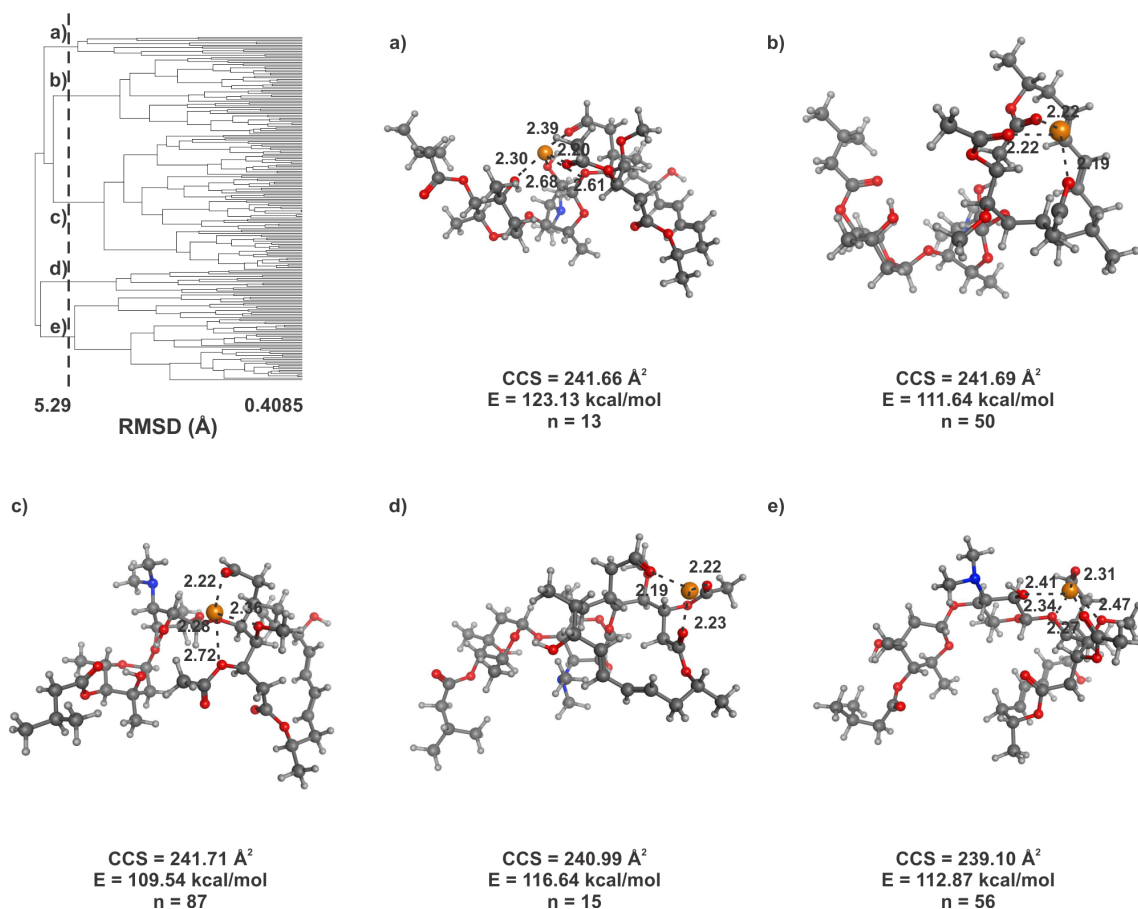 a)
b)
c)
d)
e)
5.29
0.4085
RMSD (Å)
a)
2.39
2.30
2.20
2.68
2.61
CCS = 241.66 Å²
E = 123.13 kcal/mol
n = 13
b)
2.22
2.19
CCS = 241.69 Å²
E = 111.64 kcal/mol
n = 50
c)
2.22
2.36
2.28
2.72
CCS = 241.71 Å²
E = 109.54 kcal/mol
n = 87
d)
2.22
2.19
2.23
CCS = 240.99 Å²
E = 116.64 kcal/mol
n = 15
e)
2.41
2.31
2.34
2.47
2.27
CCS = 239.10 Å²
E = 112.87 kcal/mol
n = 56